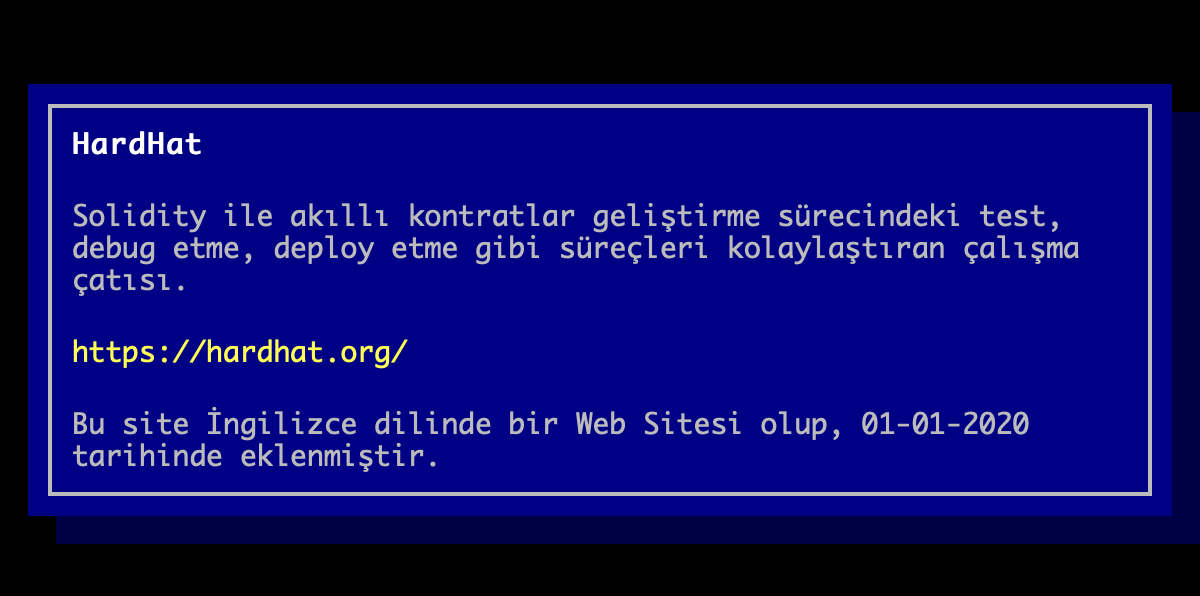 HardHat
Solidity ile akıllı kontratlar geliştirme sürecindeki test,
debug etme, deploy etme gibi süreçleri kolaylaştıran çalışma
çatısı.
https://hardhat.org/
Bu site İngilizce dilinde bir Web Sitesi olup, 01-01-2020
tarihinde eklenmiştir.